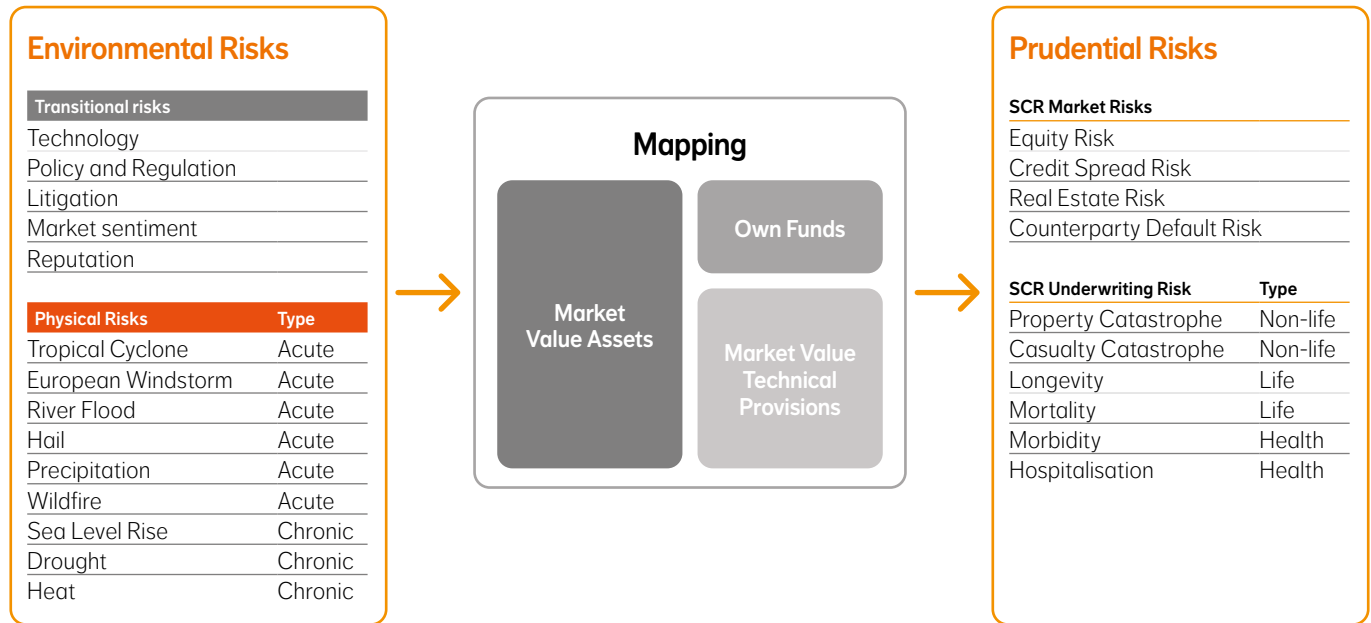 Environmental Risks
Transitional risks
Technology
Policy and Regulation
Litigation
Market sentiment
Reputation
Physical Risks Type
Tropical Cyclone Acute
European Windstorm Acute
River Flood Acute
Hail Acute
Precipitation Acute
Wildfire Acute
Sea Level Rise Chronic
Drought Chronic
Heat Chronic
Mapping
Market
Value Assets
Own Funds
Market Value
Technical
Provisions
Prudential Risks
SCR Market Risks
Equity Risk
Credit Spread Risk
Real Estate Risk
Counterparty Default Risk
SCR Underwriting Risk Type
Property Catastrophe Non-life
Casualty Catastrophe Non-life
Longevity Life
Mortality Life
Morbidity Health
Hospitalisation Health